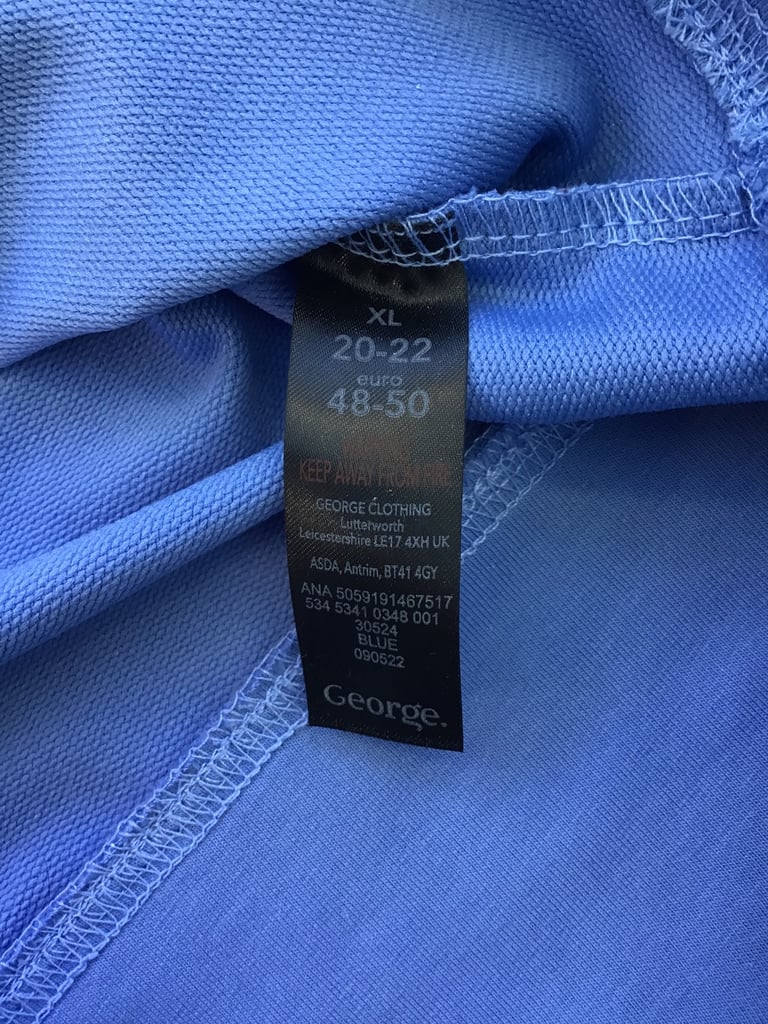 XL
20-22
euro
48-50
KEEP AWAY FROM FIRE
GEORGE CLOTHING
Lutterworth
Leicestershire LE17 4XH UK
ASDA, Antrim, BT41 4GY
ANA 5059191467517
534 5341 0348 001
30524
BLUE
090522
George.